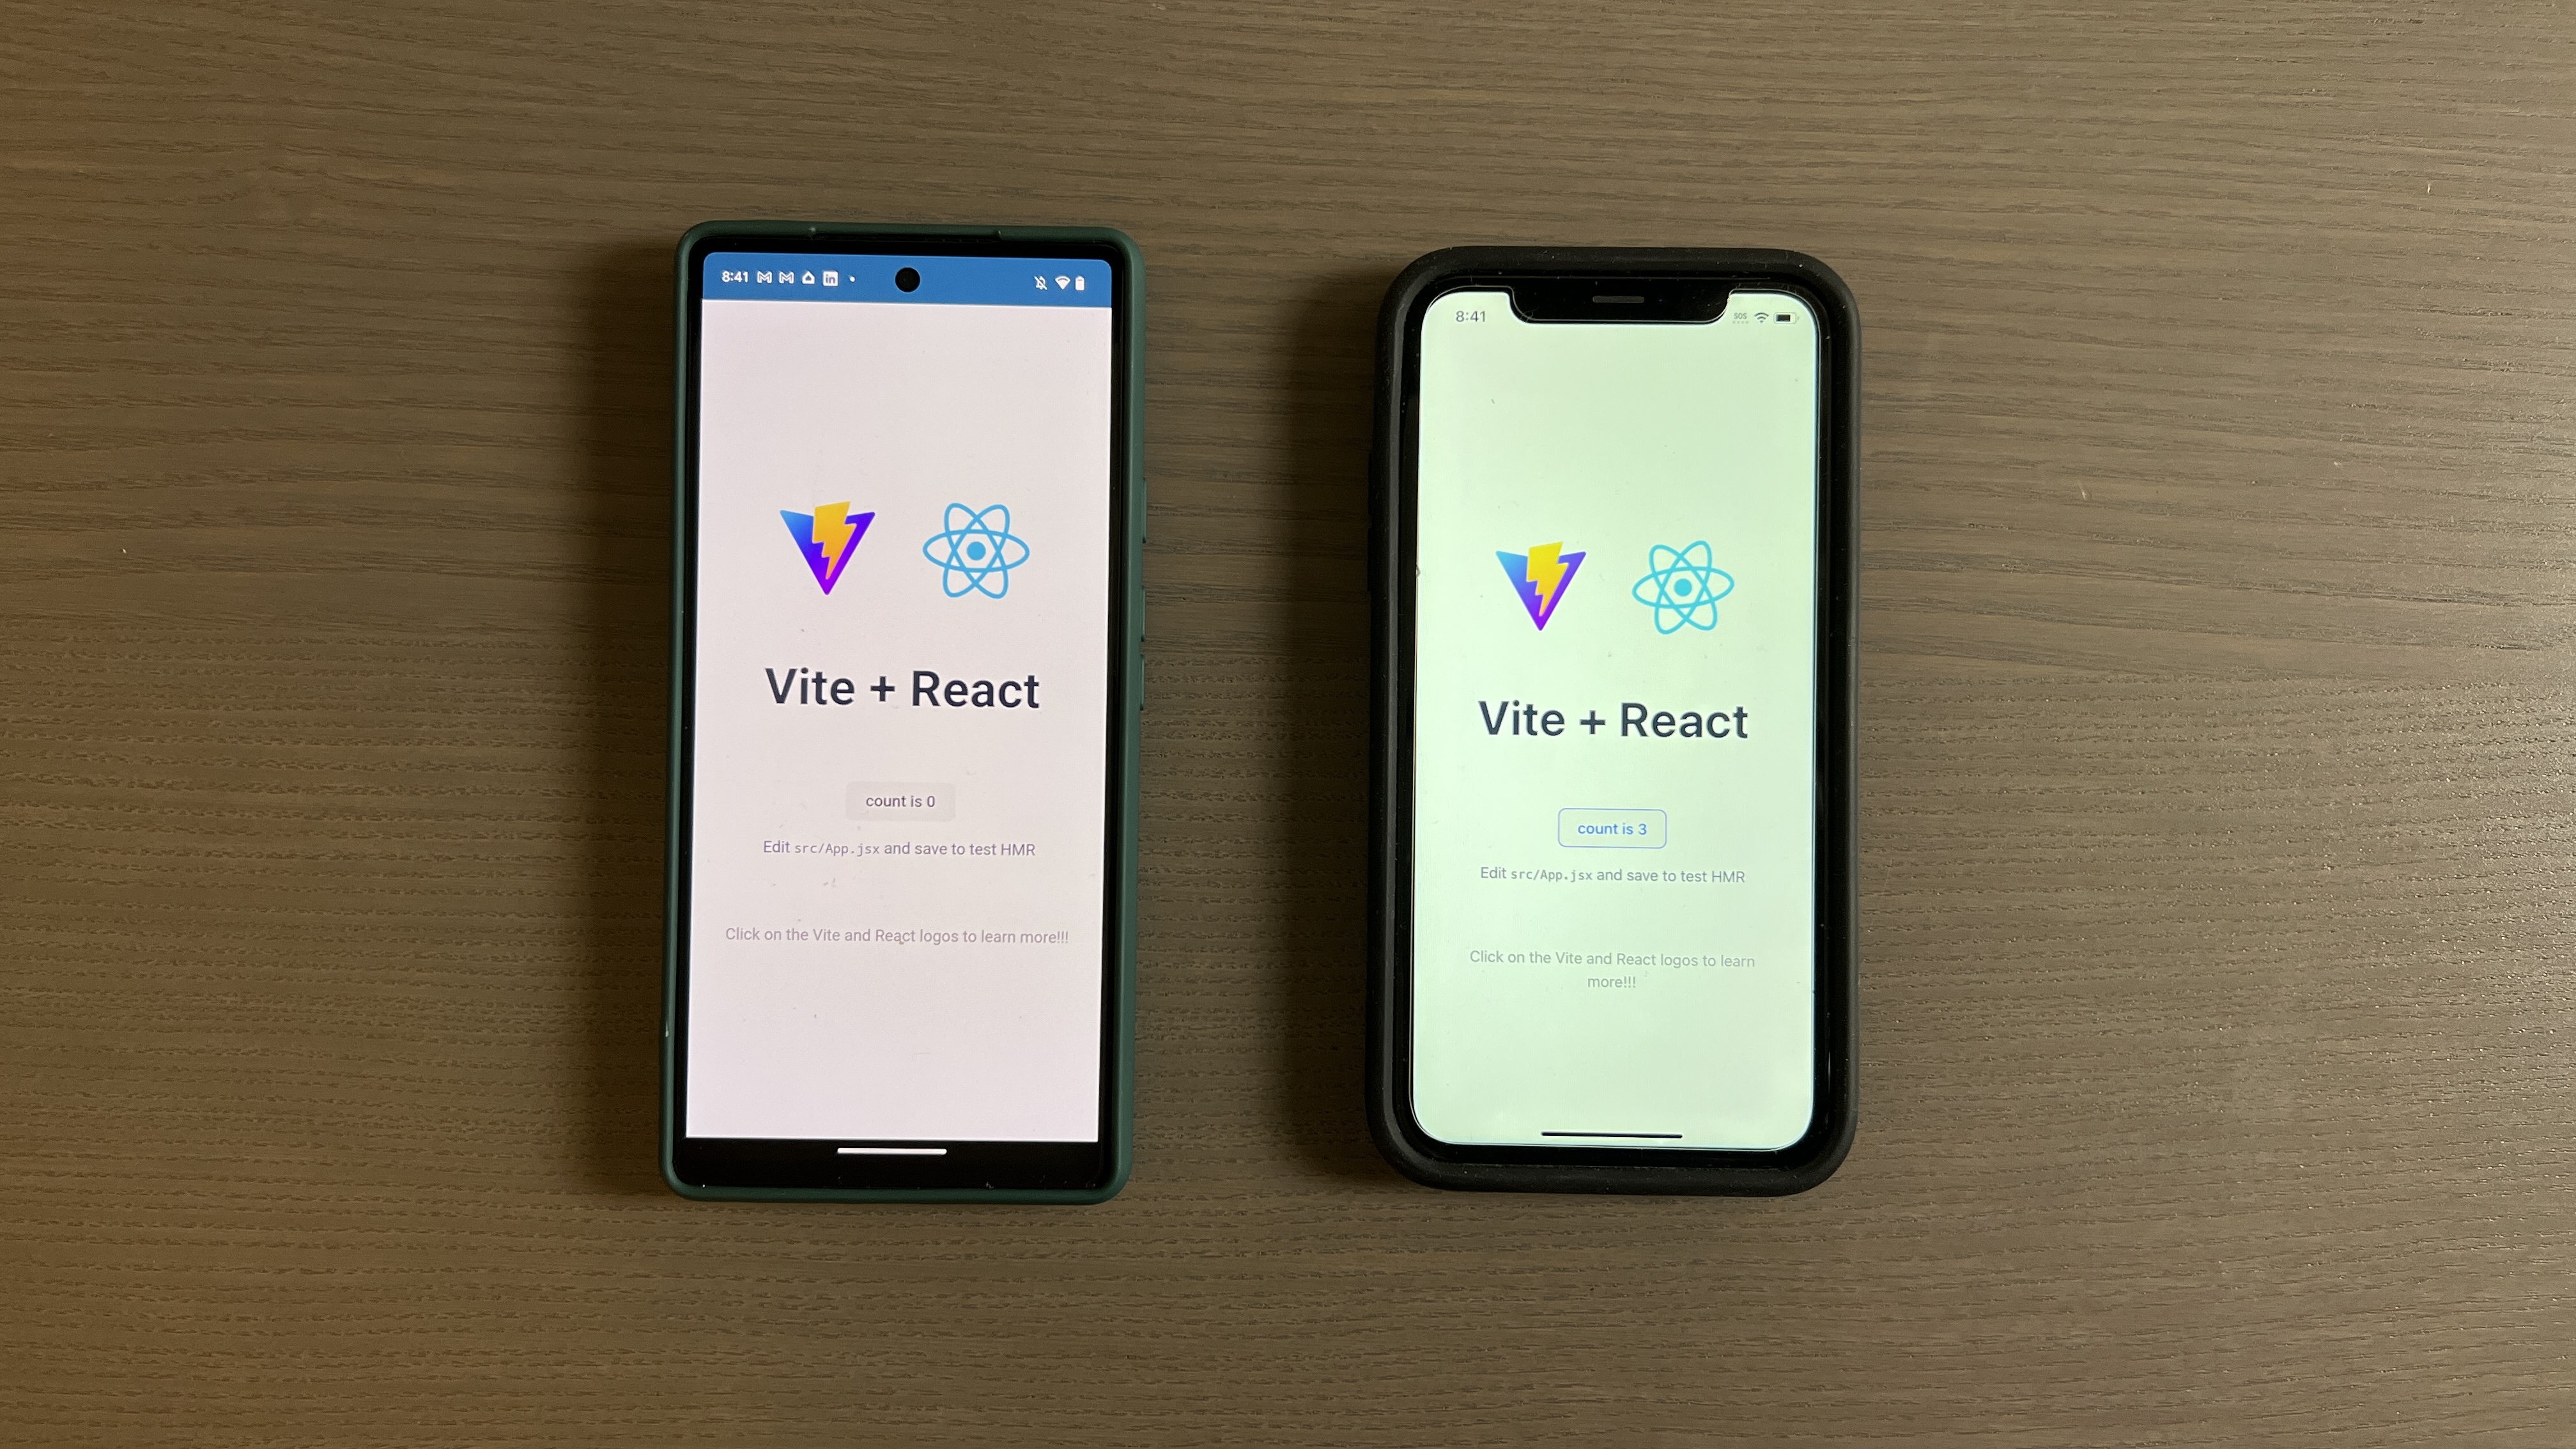 8:41
in
Vite + React
count is 0
Edit src/App.jsx and save to test HMR
Click on the Vite and React logos to learn more!!!
8:41
SOS
Vite + React
count is 3
Edit src/App.jsx and save to test HMR
Click on the Vite and React logos to learn
more!!!